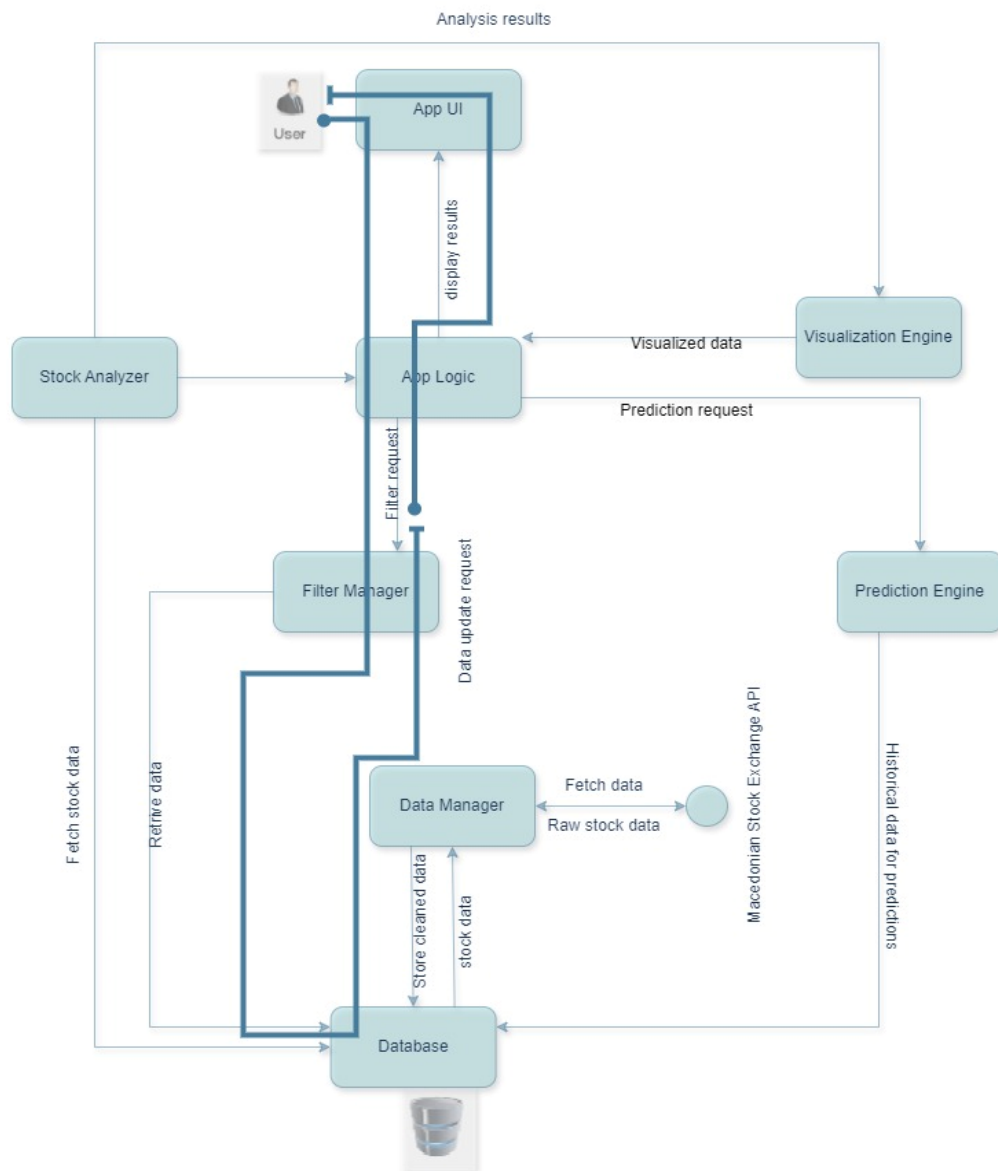 Analysis results
App UI
User
display results
Visualization Engine
Visualized data
Stock Analyzer
App Logic
Prediction request
Filter request
Filter Manager
Data update request
Prediction Engine
Macedonian Stock Exchange API
Fetch stock data
Retrive data
Historical data for predictions
Fetch data
Data Manager
Raw stock data
Store cleaned data
stock data
Database